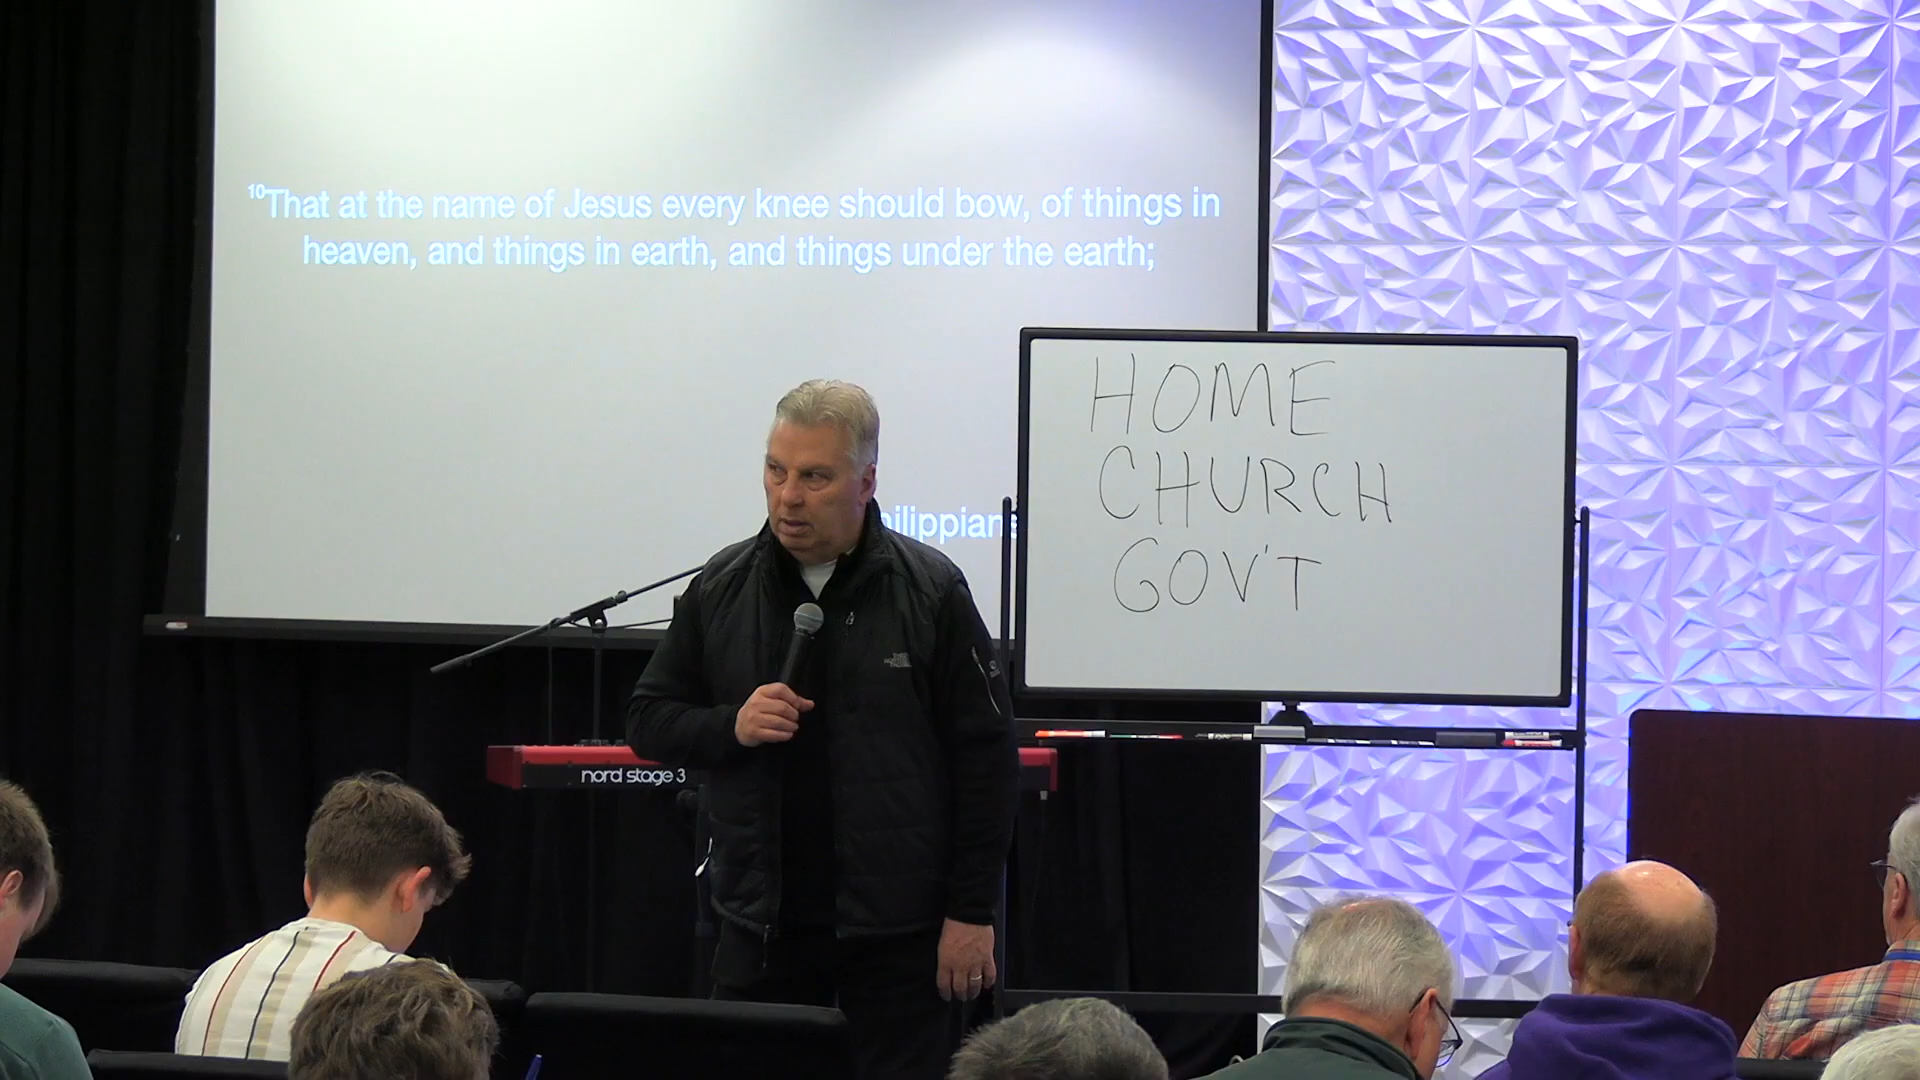 ¹⁰That at the name of Jesus every knee should bow, of things in
heaven, and things in earth, and things under the earth;
HOME
CHURCH
GOV'T
nord stage 3